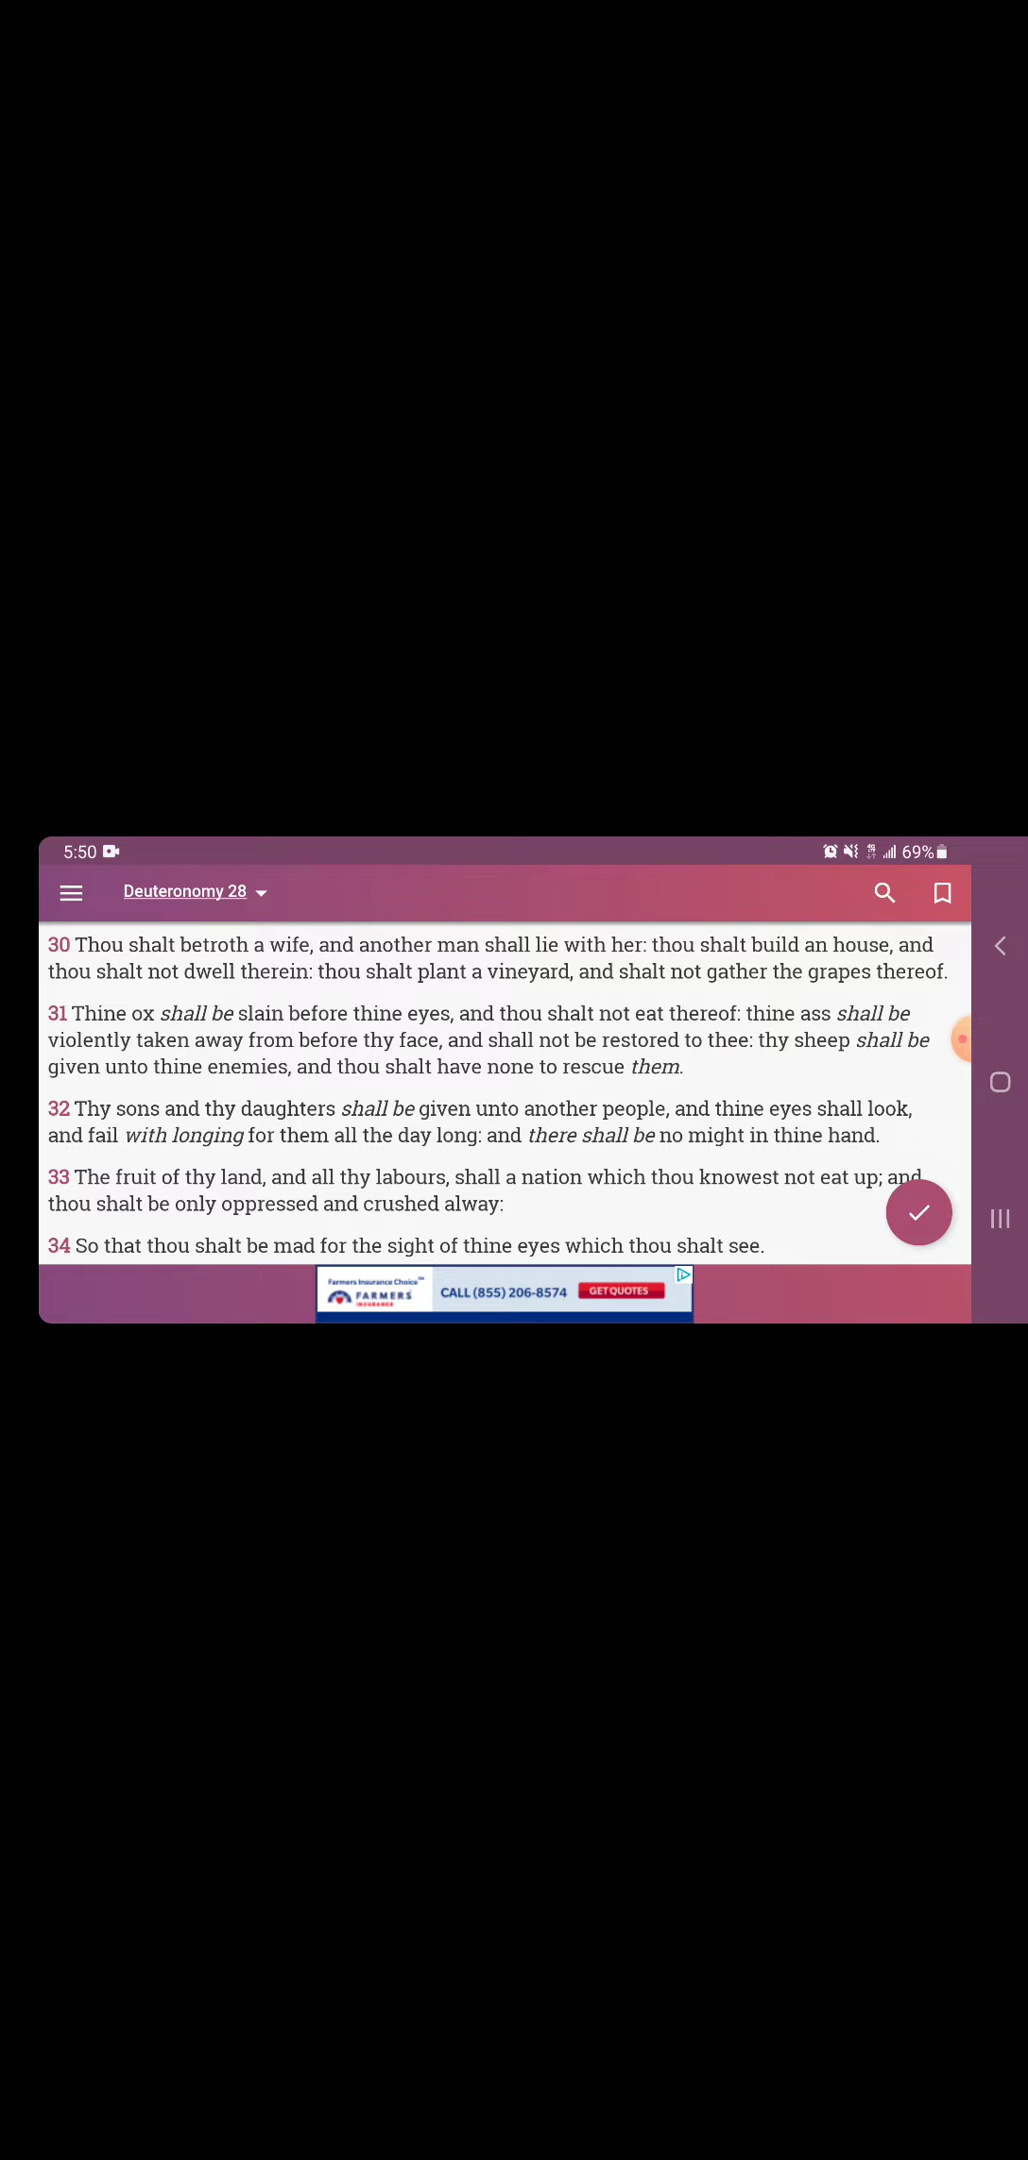 5:50
69%
Deuteronomy 28
30 Thou shalt betroth a wife, and another man shall lie with her: thou shalt build an house, and
thou shalt not dwell therein: thou shalt plant a vineyard, and shalt not gather the grapes thereof.
31 Thine ox shall be slain before thine eyes, and thou shalt not eat thereof: thine ass shall be
violently taken away from before thy face, and shall not be restored to thee: thy sheep shall be
given unto thine enemies, and thou shalt have none to rescue them.
32 Thy sons and thy daughters shall be given unto another people, and thine eyes shall look,
and fail with longing for them all the day long: and there shall be no might in thine hand.
33 The fruit of thy land, and all thy labours, shall a nation which thou knowest not eat up; and
thou shalt be only oppressed and crushed alway:
34 So that thou shalt be mad for the sight of thine eyes which thou shalt see.
Farmers Insurance Choice™
FARMERS
INSURANCE
CALL (855) 206-8574
GET QUOTES